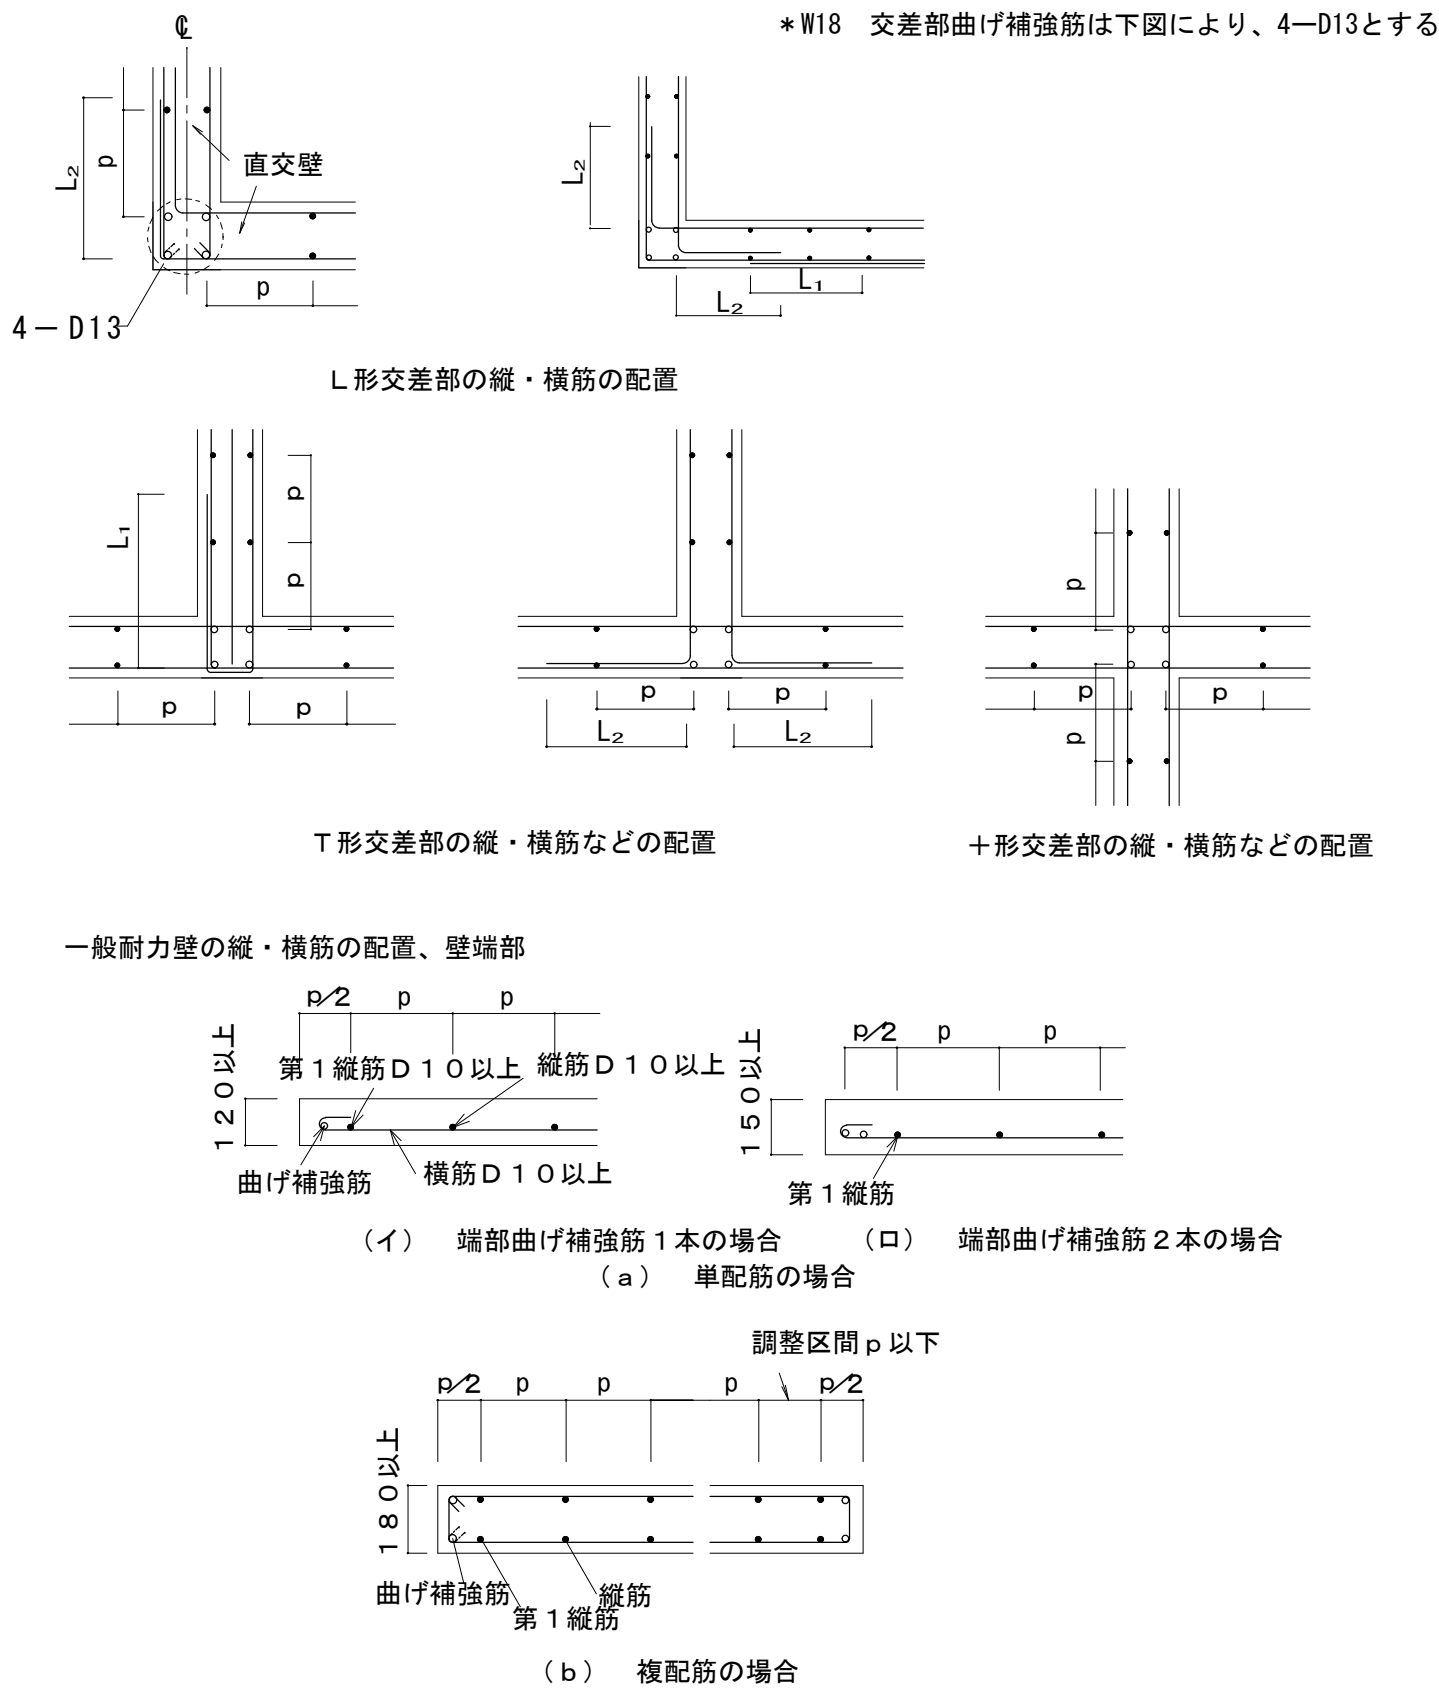 ＊W18　交差部曲げ補強筋は下図により、4―D13とする
℄
L₂
p
直交壁
p
4－D13
L₂
L₁
L₂
Ｌ形交差部の縦・横筋の配置
L₁
p
p
p
p
p
p
L₂
L₂
p
p
p
p
Ｔ形交差部の縦・横筋などの配置
＋形交差部の縦・横筋などの配置
一般耐力壁の縦・横筋の配置、壁端部
p/2
p
p
120以上
第１縦筋Ｄ１０以上
縦筋Ｄ１０以上
曲げ補強筋
横筋Ｄ１０以上
p/2
p
p
150以上
第１縦筋
（イ）　端部曲げ補強筋１本の場合
（ロ）　端部曲げ補強筋２本の場合
（ａ）　単配筋の場合
調整区間ｐ以下
p/2
p
p
p
p/2
180以上
曲げ補強筋
縦筋
第１縦筋
（ｂ）　複配筋の場合